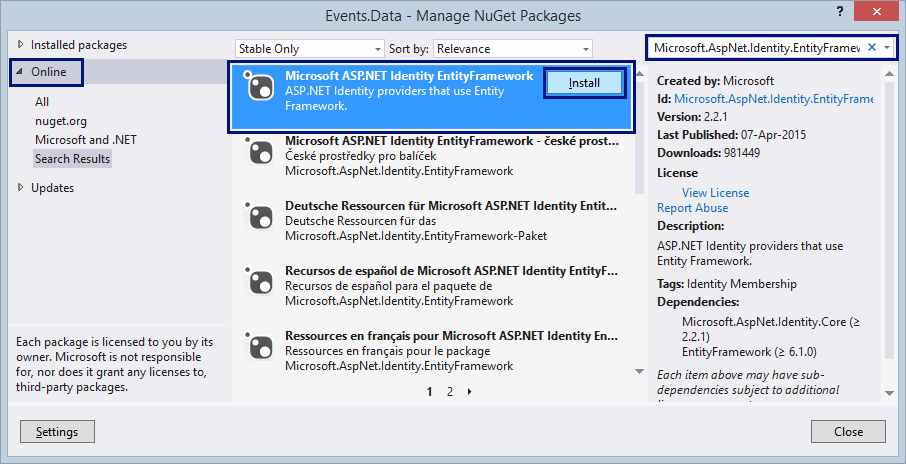 Events.Data - Manage NuGet Packages
?
Installed packages
Online
All
nuget.org
Microsoft and .NET
Search Results
Updates
Each package is licensed to you by its
owner. Microsoft is not responsible
for, nor does it grant any licenses to,
third-party packages.
Settings
Stable Only
Sort by: Relevance
Microsoft ASP.NET Identity EntityFramework
ASP.NET Identity providers that use Entity
Framework.
Install
Microsoft ASP.NET Identity EntityFramework - české prost...
České prostředky pro balíček
Microsoft.AspNet.Identity.EntityFramework
Deutsche Ressourcen für Microsoft ASP.NET Identity Entit...
Deutsche Ressourcen für das
Microsoft.AspNet.Identity.EntityFramework-Paket
Recursos de español de Microsoft ASP.NET Identity EntityF...
Recursos de español para el paquete de
Microsoft.AspNet.Identity.EntityFramework
Ressources en français pour Microsoft ASP.NET Identity En...
Ressources en français pour le package
Microsoft.AspNet.Identity.EntityFramework
1 2
Microsoft.AspNet.Identity.EntityFramew
Created by: Microsoft
Id: Microsoft.AspNet.Identity.EntityFrame
Version: 2.2.1
Last Published: 07-Apr-2015
Downloads: 981449
License
View License
Report Abuse
Description:
ASP.NET Identity providers that use
Entity Framework.
Tags: Identity Membership
Dependencies:
Microsoft.AspNet.Identity.Core (≥
2.2.1)
EntityFramework (≥ 6.1.0)
Each item above may have sub-
dependencies subject to additional
Close